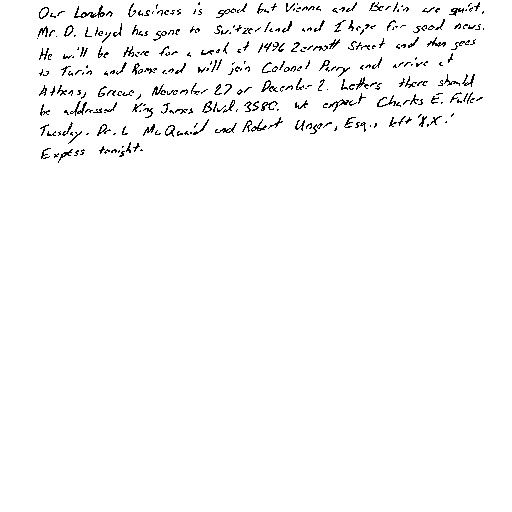 Our London business is good but Vienna and Berlin are quiet.
Mr. D. Lloyd has gone to Switzerland and I hope for good news.
He will be there for a week at 1496 Zermott Street and then goes
to Turin and Rome and will join Colonel Parry and arrive at
Athens, Greece, November 27 or December 2. Letters there should
be addressed King James Blvd. 3580. We expect Charles E. Fuller
Tuesday. Dr. L McQuaid and Robert Unger, Esq., left 'X.X.'
Express tonight.